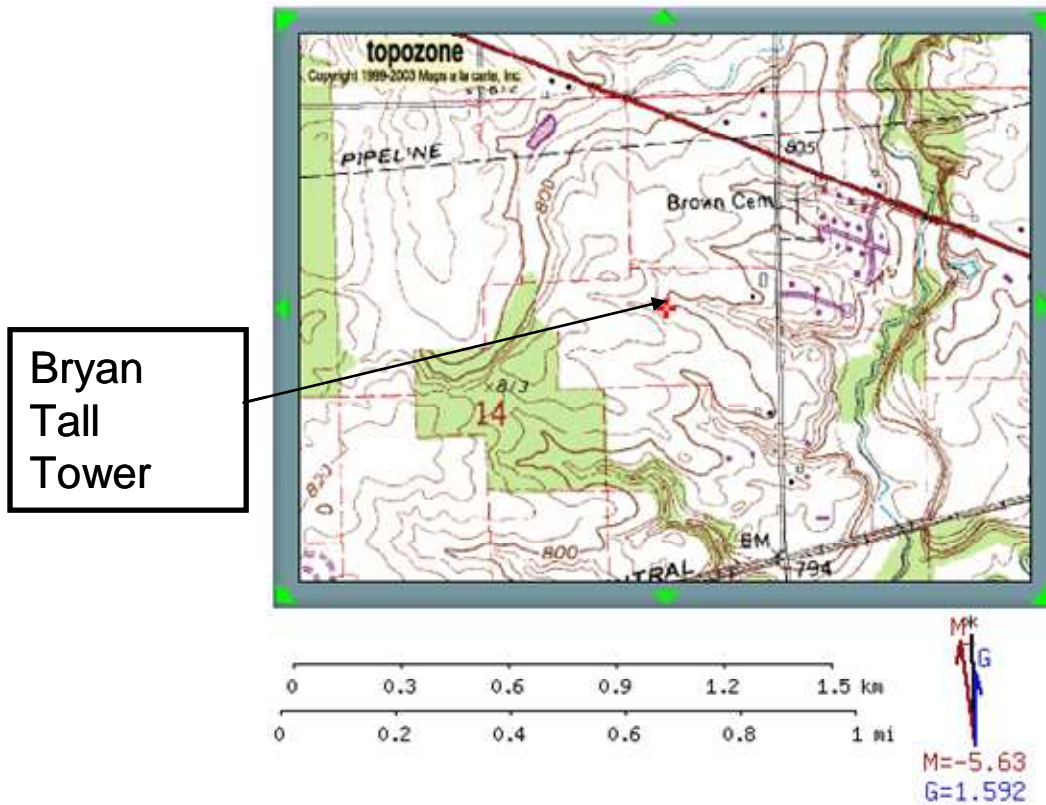 topozone
Copyright 1999-2003 Maps a la carte, Inc.
PIPELINE
800
805
Brown Cem
Bryan
Tall
Tower
×813
14
820
800
BM
794
NTRAL
0 0.3 0.6 0.9 1.2 1.5 km
0 0.2 0.4 0.6 0.8 1 mi
M*
G
M=-5.63
G=1.592